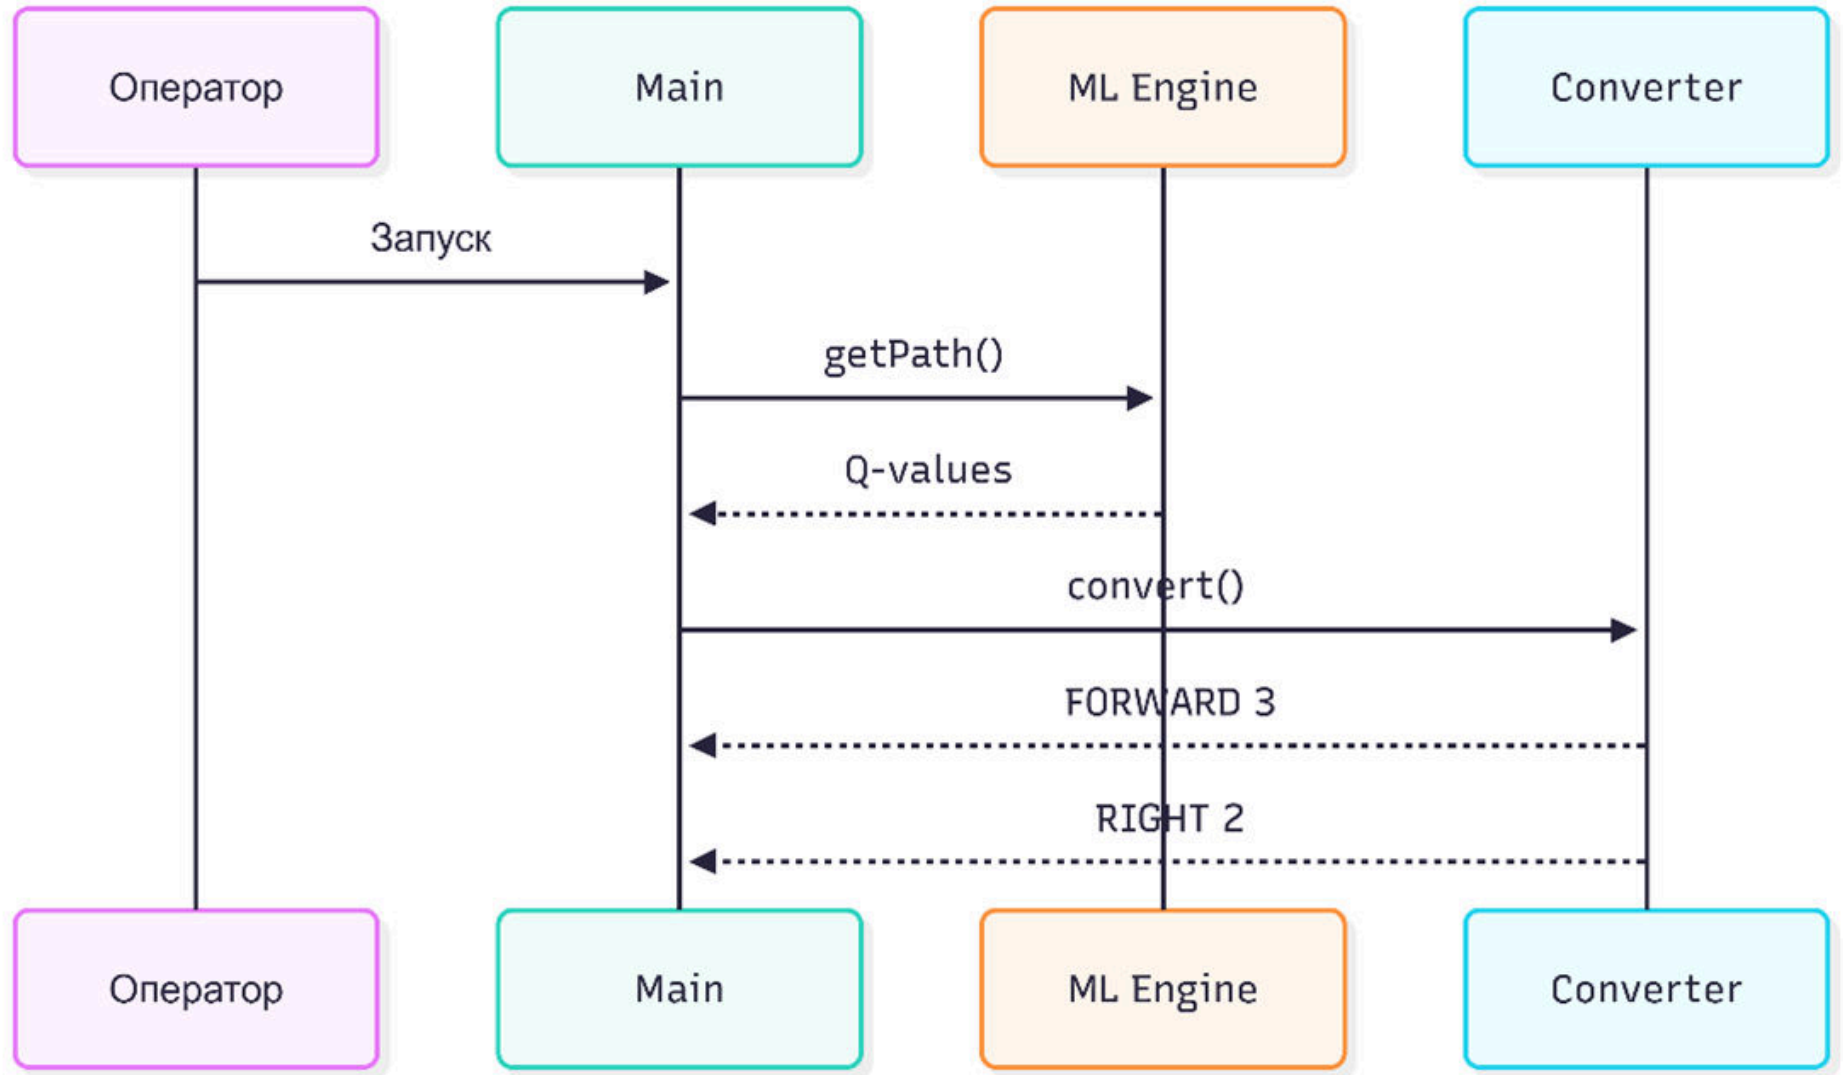 Оператор
Main
ML Engine
Converter
Запуск
getPath()
Q-values
convert()
FORWARD 3
RIGHT 2
Оператор
Main
ML Engine
Converter